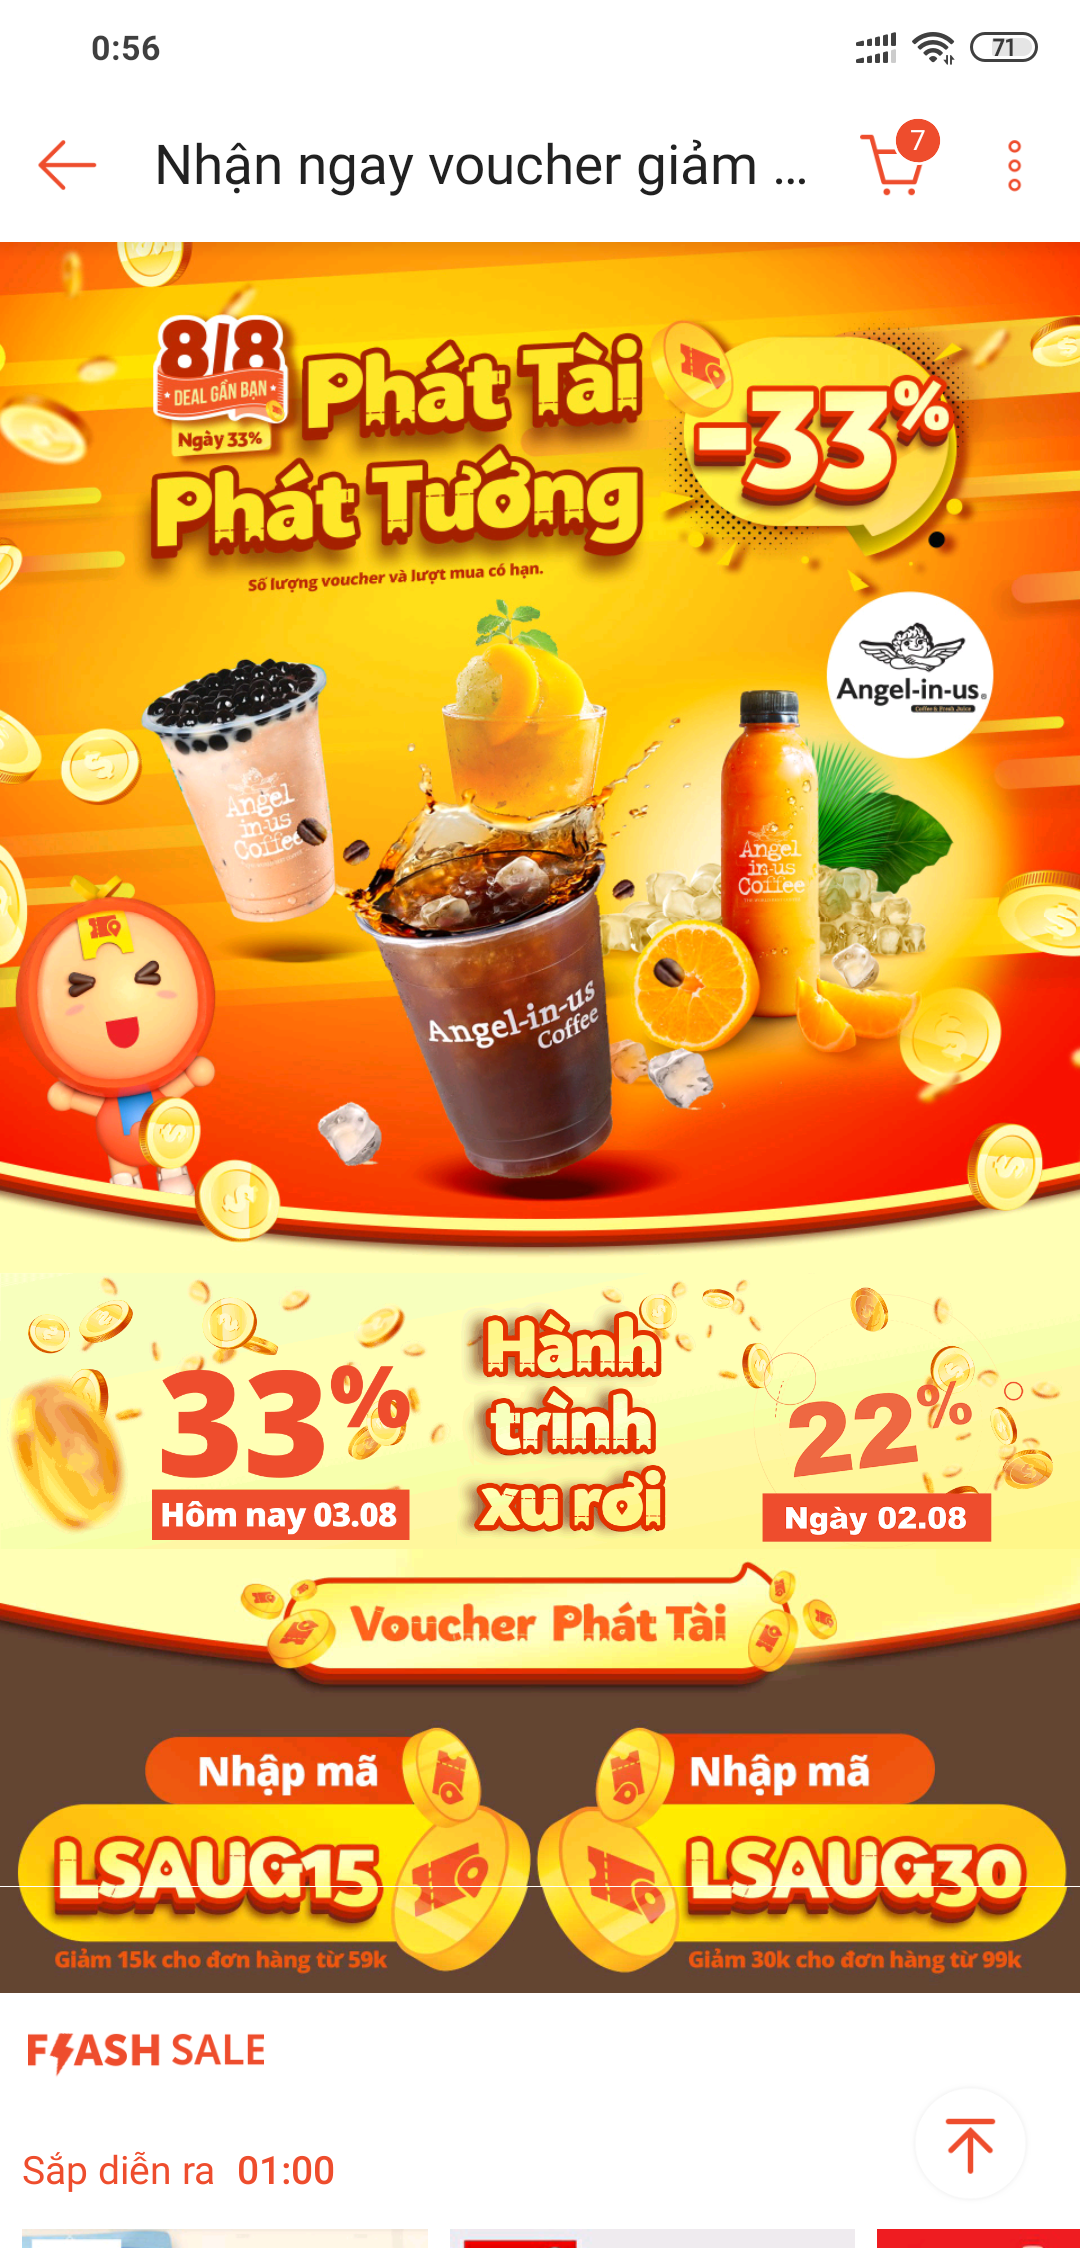 0:56
71
Nhận ngay voucher giảm ...
7
8/8
DEAL GẦN BẠN
Ngày 33%
Phát Tài
Phát Tướng
-33%
Số lượng voucher và lượt mua có hạn.
Angel-in-us
Coffee & Fresh Juice
Angel
in-us
Coffee
Angel
in-us
Coffee
Angel-in-us
Coffee
33%
Hôm nay 03.08
Hành
trình
xu rơi
22%
Ngày 02.08
Voucher Phát Tài
Nhập mã
LSAUG15
Giảm 15k cho đơn hàng từ 59k
Nhập mã
LSAUG30
Giảm 30k cho đơn hàng từ 99k
FLASH SALE
Sắp diễn ra 01:00